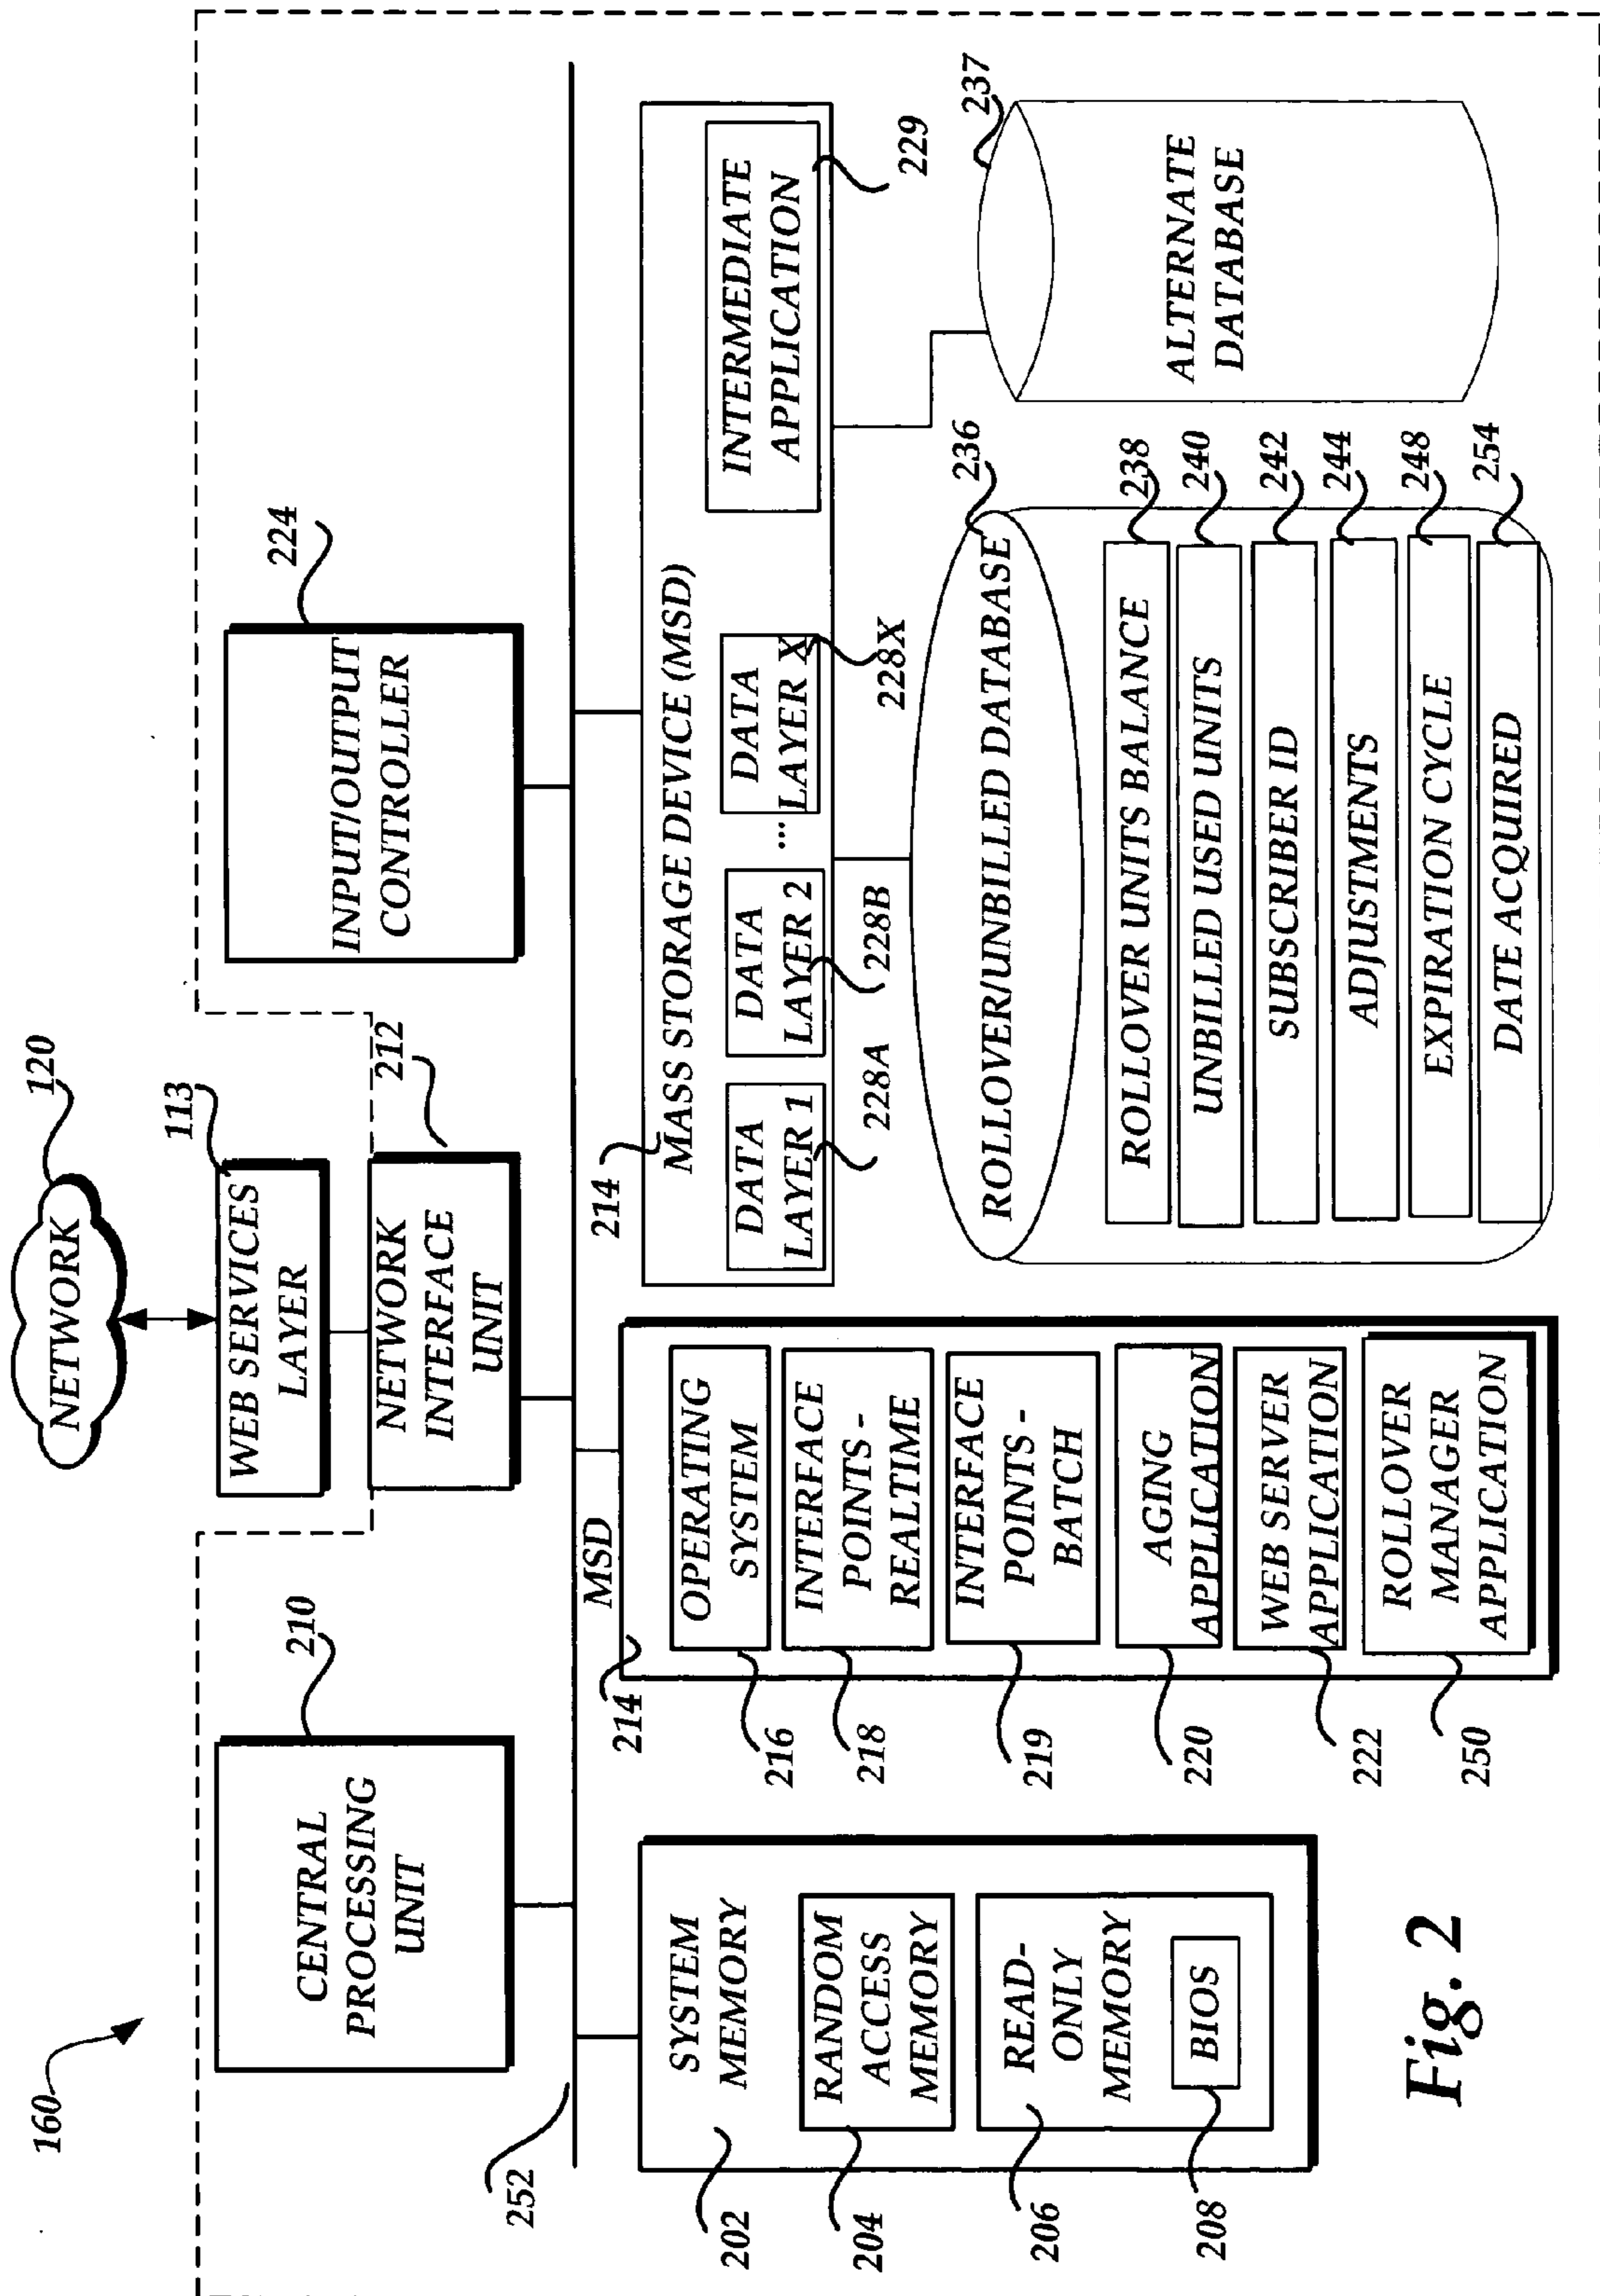 160
NETWORK
120
WEB SERVICES
LAYER
113
NETWORK
INTERFACE
UNIT
212
CENTRAL
PROCESSING
UNIT
210
INPUT/OUTPUT
CONTROLLER
224
252
SYSTEM
MEMORY
202
RANDOM
ACCESS
MEMORY
204
READ-
ONLY
MEMORY
206
BIOS
208
MSD
214
OPERATING
SYSTEM
216
INTERFACE
POINTS -
REALTIME
218
INTERFACE
POINTS -
BATCH
219
AGING
APPLICATION
220
WEB SERVER
APPLICATION
222
ROLLOVER
MANAGER
APPLICATION
250
214
MASS STORAGE DEVICE (MSD)
DATA
LAYER 1
228A
DATA
LAYER 2
228B
...
DATA
LAYER X
228X
INTERMEDIATE
APPLICATION
229
ROLLOVER/UNBILLED DATABASE
236
ROLLOVER UNITS BALANCE
238
UNBILLED USED UNITS
240
SUBSCRIBER ID
242
ADJUSTMENTS
244
EXPIRATION CYCLE
248
DATE ACQUIRED
254
ALTERNATE
DATABASE
237
Fig. 2